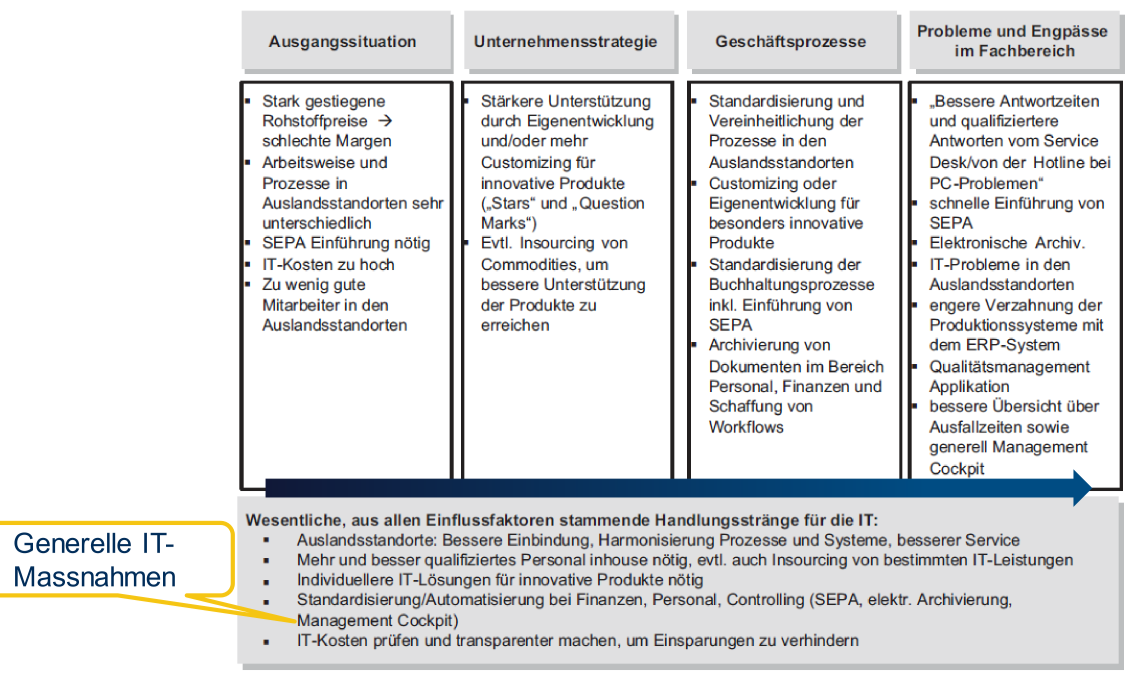 Ausgangssituation
Stark gestiegene
Rohstoffpreise →
schlechte Margen
Arbeitsweise und
Prozesse in
Auslandsstandorten sehr
unterschiedlich
SEPA Einführung nötig
IT-Kosten zu hoch
Zu wenig gute
Mitarbeiter in den
Auslandsstandorten
Unternehmensstrategie
Stärkere Unterstützung
durch Eigenentwicklung
und/oder mehr
Customizing für
innovative Produkte
(„Stars“ und „Question
Marks“)
Evtl. Insourcing von
Commodities, um
bessere Unterstützung
der Produkte zu
erreichen
Geschäftsprozesse
Standardisierung und
Vereinheitlichung der
Prozesse in den
Auslandsstandorten
Customizing oder
Eigenentwicklung für
besonders innovative
Produkte
Standardisierung der
Buchhaltungsprozesse
inkl. Einführung von
SEPA
Archivierung von
Dokumenten im Bereich
Personal, Finanzen und
Schaffung von
Workflows
Probleme und Engpässe
im Fachbereich
„Bessere Antwortzeiten
und qualifiziertere
Antworten vom Service
Desk/von der Hotline bei
PC-Problemen“
schnelle Einführung von
SEPA
Elektronische Archiv.
IT-Probleme in den
Auslandsstandorten
engere Verzahnung der
Produktionssysteme mit
dem ERP-System
Qualitätsmanagement
Applikation
bessere Übersicht über
Ausfallzeiten sowie
generell Management
Cockpit
Wesentliche, aus allen Einflussfaktoren stammende Handlungsstränge für die IT:
Auslandsstandorte: Bessere Einbindung, Harmonisierung Prozesse und Systeme, besserer Service
Mehr und besser qualifiziertes Personal inhouse nötig, evtl. auch Insourcing von bestimmten IT-Leistungen
Individuellere IT-Lösungen für innovative Produkte nötig
Standardisierung/Automatisierung bei Finanzen, Personal, Controlling (SEPA, elektr. Archivierung,
Management Cockpit)
IT-Kosten prüfen und transparenter machen, um Einsparungen zu verhindern
Generelle IT-
Massnahmen